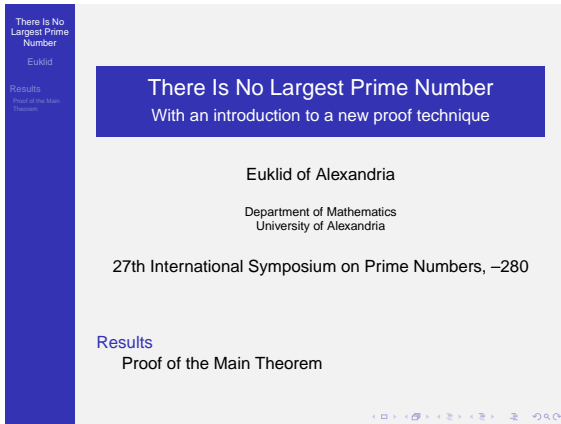 There Is No
Largest Prime
Number
Euklid
Results
Proof of the Main
Theorem
There Is No Largest Prime Number
With an introduction to a new proof technique
Euklid of Alexandria
Department of Mathematics
University of Alexandria
27th International Symposium on Prime Numbers, –280
Results
Proof of the Main Theorem